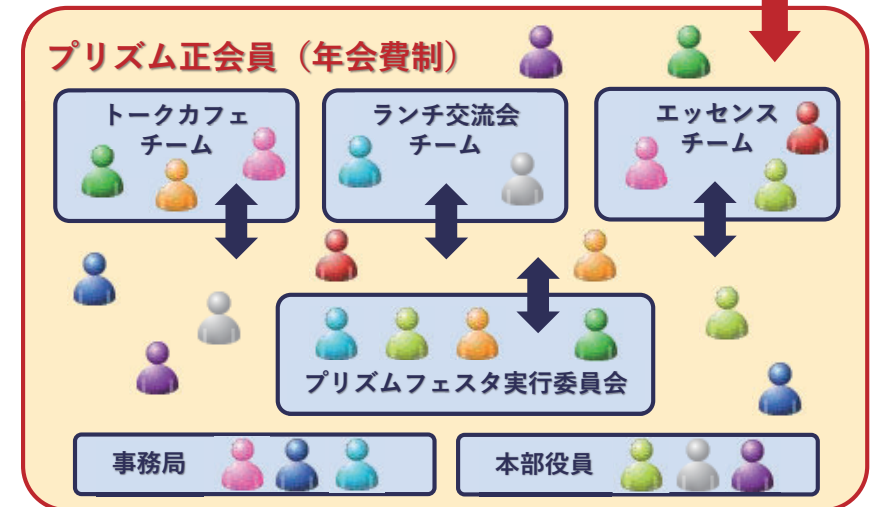 プリズム正会員（年会費制）
トークカフェ
チーム
ランチ交流会
チーム
エッセンス
チーム
プリズムフェスタ実行委員会
事務局
本部役員